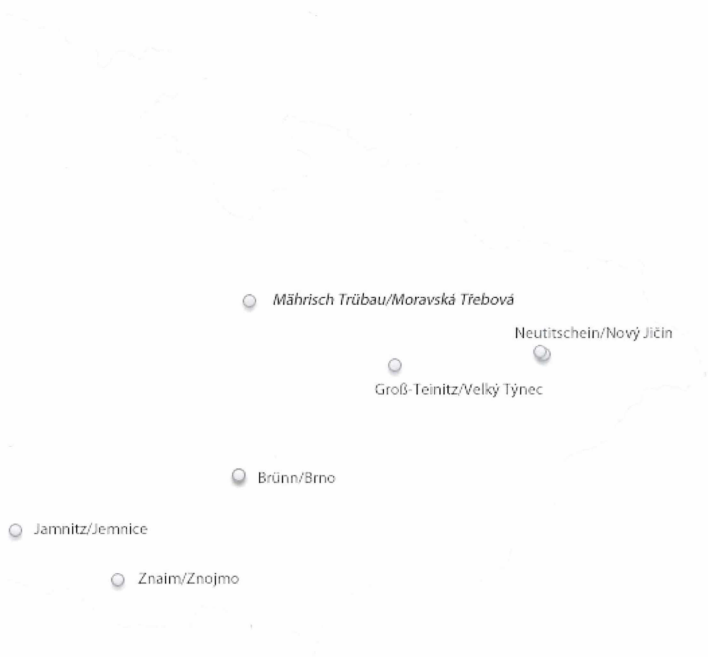 Mährisch Trübau/Moravská Třebová
Neutitschein/Nový Jičín
Groß-Teinitz/Velký Týnec
Brünn/Brno
Jamnitz/Jemnice
Znaim/Znojmo